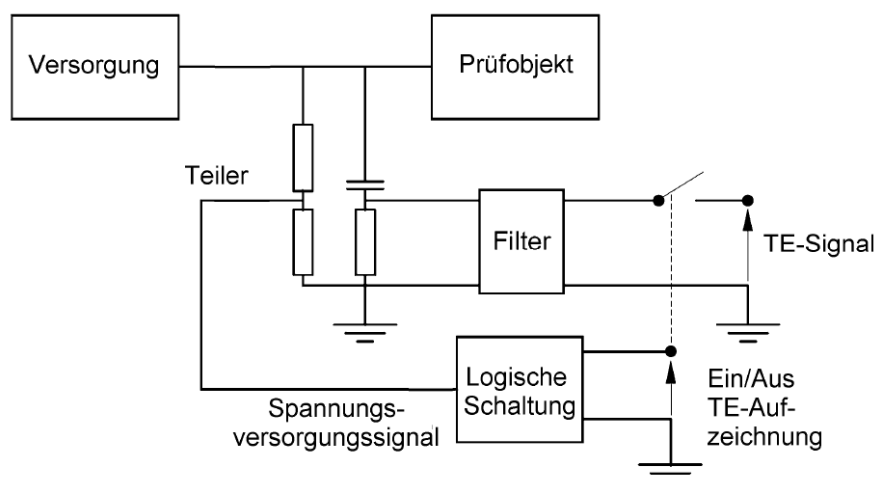 Versorgung
Prüfobjekt
Teiler
Filter
TE-Signal
Logische
Schaltung
Spannungs-
versorgungssignal
Ein/Aus
TE-Auf-
zeichnung